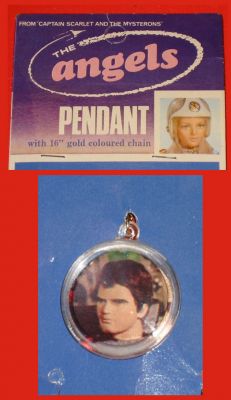 FROM 'CAPTAIN SCARLET AND THE MYSTERONS'
THE
angels
PENDANT
with 16" gold coloured chain